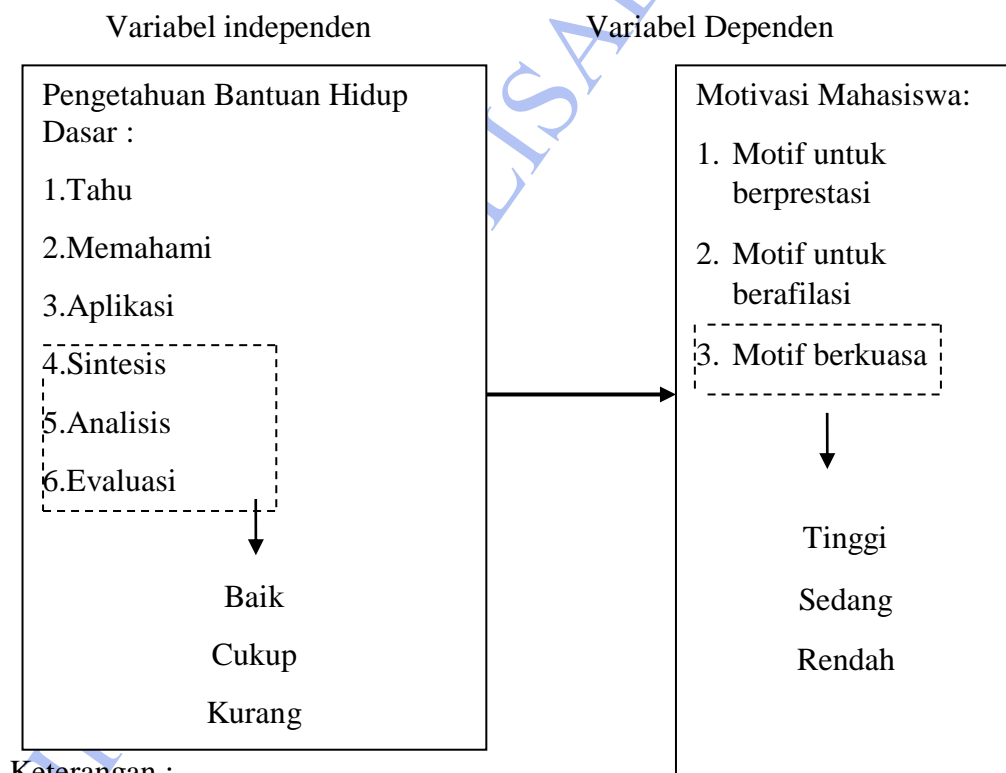 Variabel independen
Variabel Dependen
Pengetahuan Bantuan Hidup
Dasar :
1.Tahu
2.Memahami
3.Aplikasi
4.Sintesis
5.Analisis
6.Evaluasi
Baik
Cukup
Kurang
Motivasi Mahasiswa:
1. Motif untuk
berprestasi
2. Motif untuk
berafilasi
3. Motif berkuasa
Tinggi
Sedang
Rendah
Keterangan :